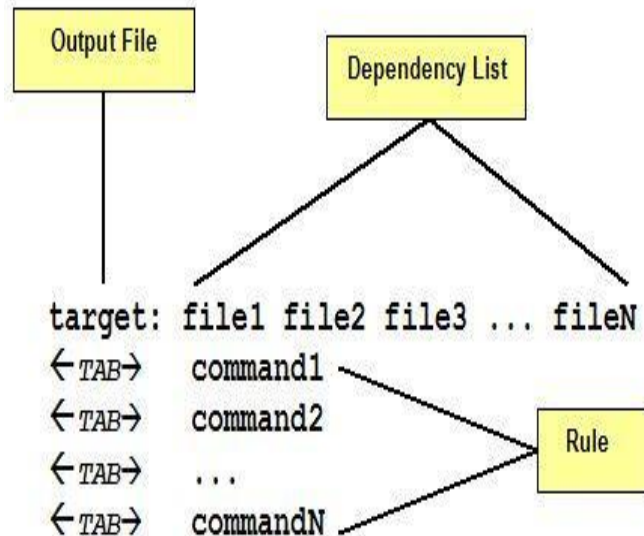 Output File
Dependency List
target: file1 file2 file3 ... fileN
←TAB→ command1
←TAB→ command2
←TAB→ ...
←TAB→ commandN
Rule